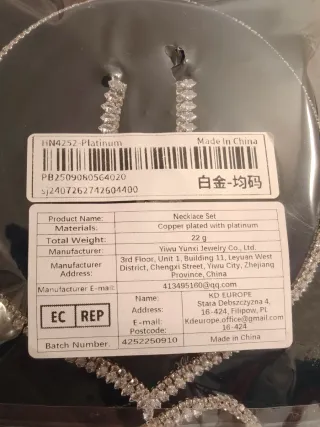 HN4252-Platinum Made In China
PB2509080564020
sj2407262742604400 白金-均码
Product Name: Necklace Set
Materials: Copper plated with platinum
Total Weight: 22 g
Manufacturer: Yiwu Yunxi Jewelry Co., Ltd.
Manufacturer Address: 3rd Floor, Unit 1, Building 11, Leyuan West
District, Chengxi Street, Yiwu City, Zhejiang
Province, China
Manufacturer E-mail: 413495160@qq.com
EC REP
Name: KD EUROPE
Address: Stara Debszczyzna 4,
16-424, Filipow, PL
E-mail: Kdeurope.office@gmail.com
Postcode: 16-424
Batch Number: 4252250910 Made in China